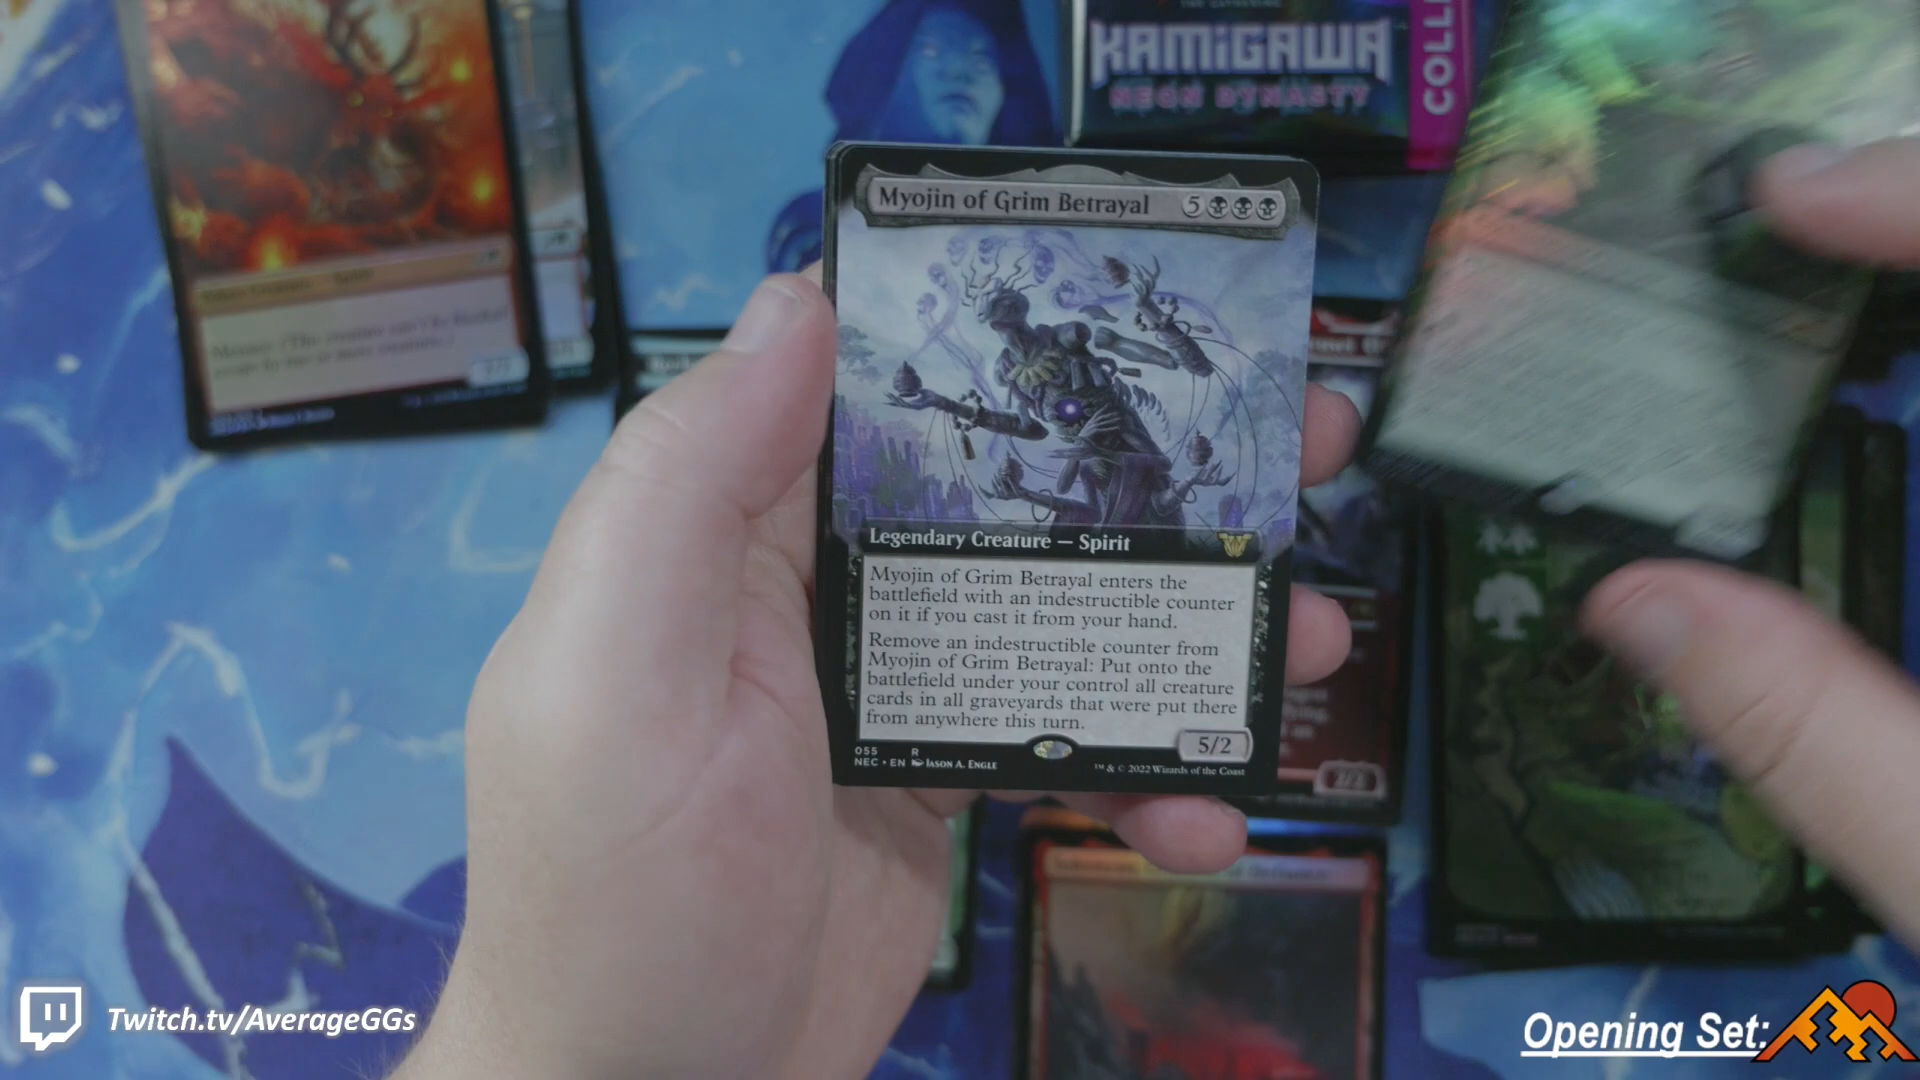 KAMIGAWA
NEON DYNASTY
COLL
Myojin of Grim Betrayal 5
Legendary Creature — Spirit
Myojin of Grim Betrayal enters the
battlefield with an indestructible counter
on it if you cast it from your hand.
Remove an indestructible counter from
Myojin of Grim Betrayal: Put onto the
battlefield under your control all creature
cards in all graveyards that were put there
from anywhere this turn.
5/2
055 R
NEC • EN Jason A. Engle
™ & © 2022 Wizards of the Coast
Twitch.tv/AverageGGs
Opening Set: